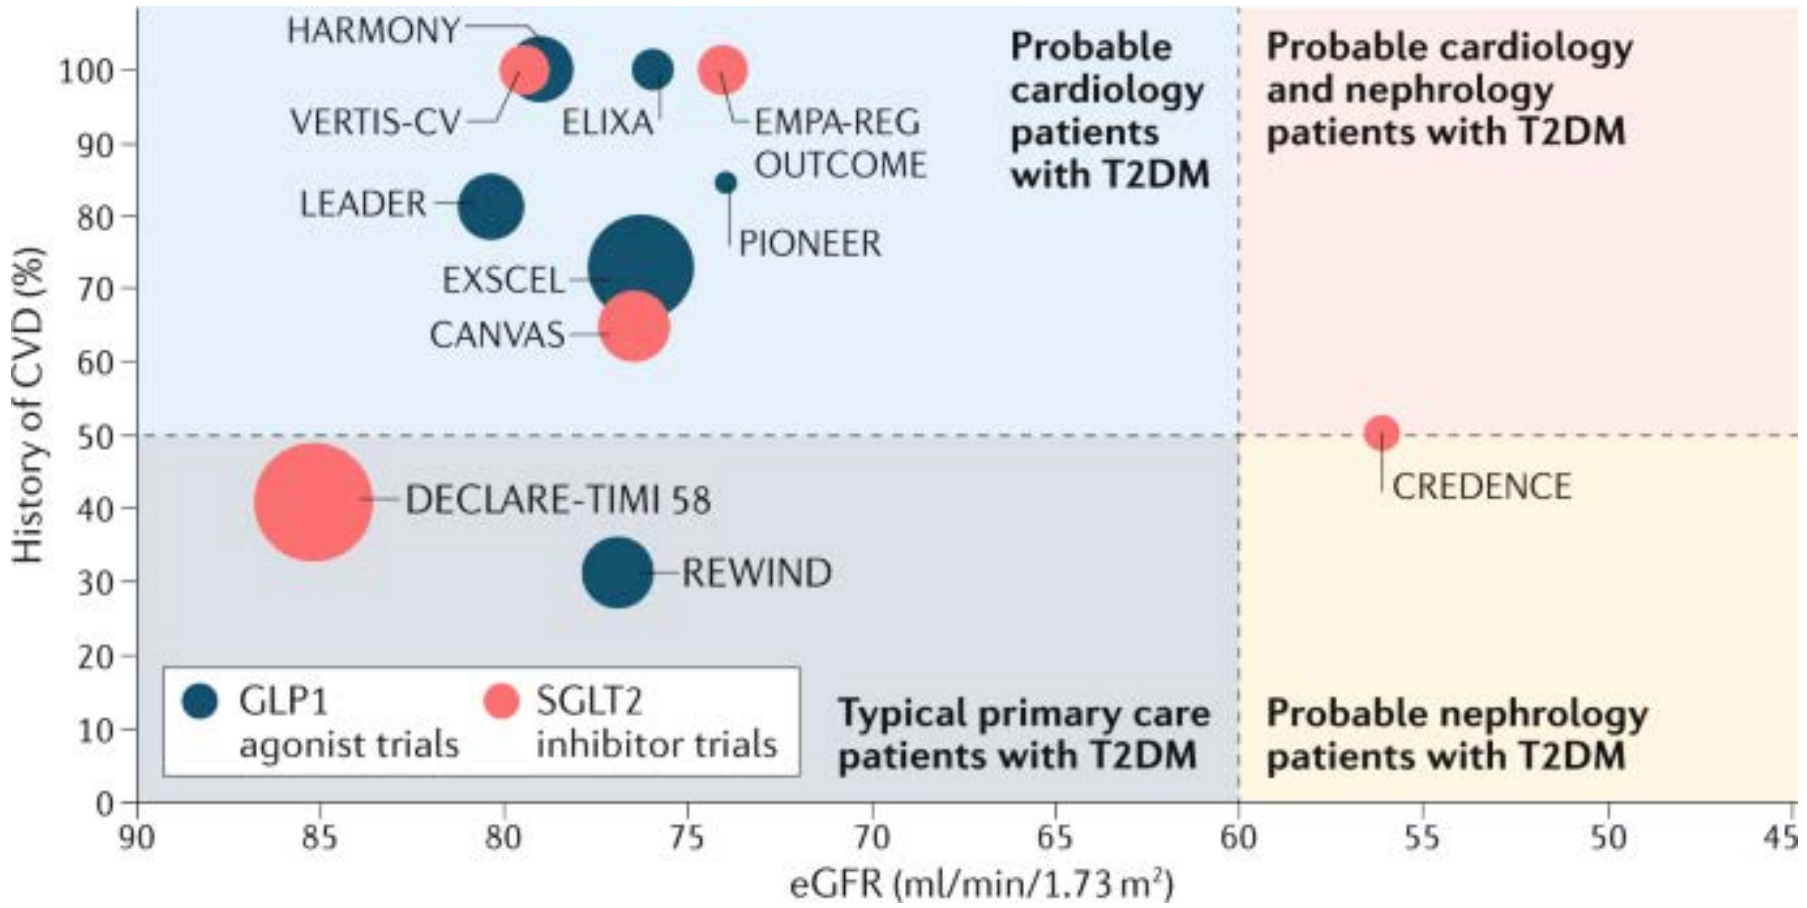 HARMONY
VERTIS-CV
ELIXA
EMPA-REG
OUTCOME
LEADER
PIONEER
EXSCEL
CANVAS
DECLARE-TIMI 58
REWIND
CREDENCE
Probable
cardiology
patients
with T2DM
Probable cardiology
and nephrology
patients with T2DM
Typical primary care
patients with T2DM
Probable nephrology
patients with T2DM
GLP1
agonist trials
SGLT2
inhibitor trials
History of CVD (%)
100
90
80
70
60
50
40
30
20
10
0
90
85
80
75
70
65
60
55
50
45
eGFR (ml/min/1.73 m²)